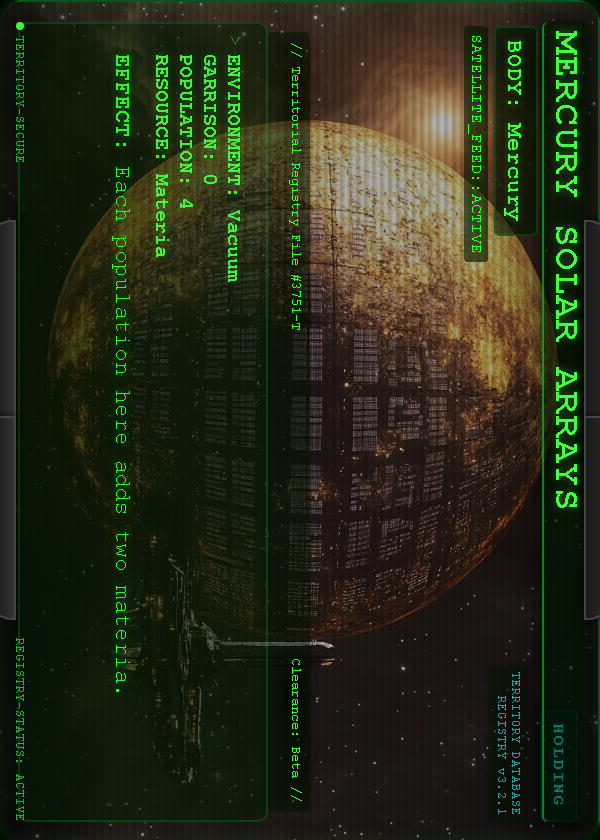 MERCURY SOLAR ARRAYS
HOLDING
BODY: Mercury
TERRITORY DATABASE
REGISTRY v3.2.1
SATELLITE_FEED::ACTIVE
// Territorial Registry File #3751-T
Clearance: Beta //
> ENVIRONMENT: Vacuum
GARRISON: 0
POPULATION: 4
RESOURCE: Materia
EFFECT: Each population here adds two materia.
TERRITORY-SECURE
REGISTRY-STATUS: ACTIVE